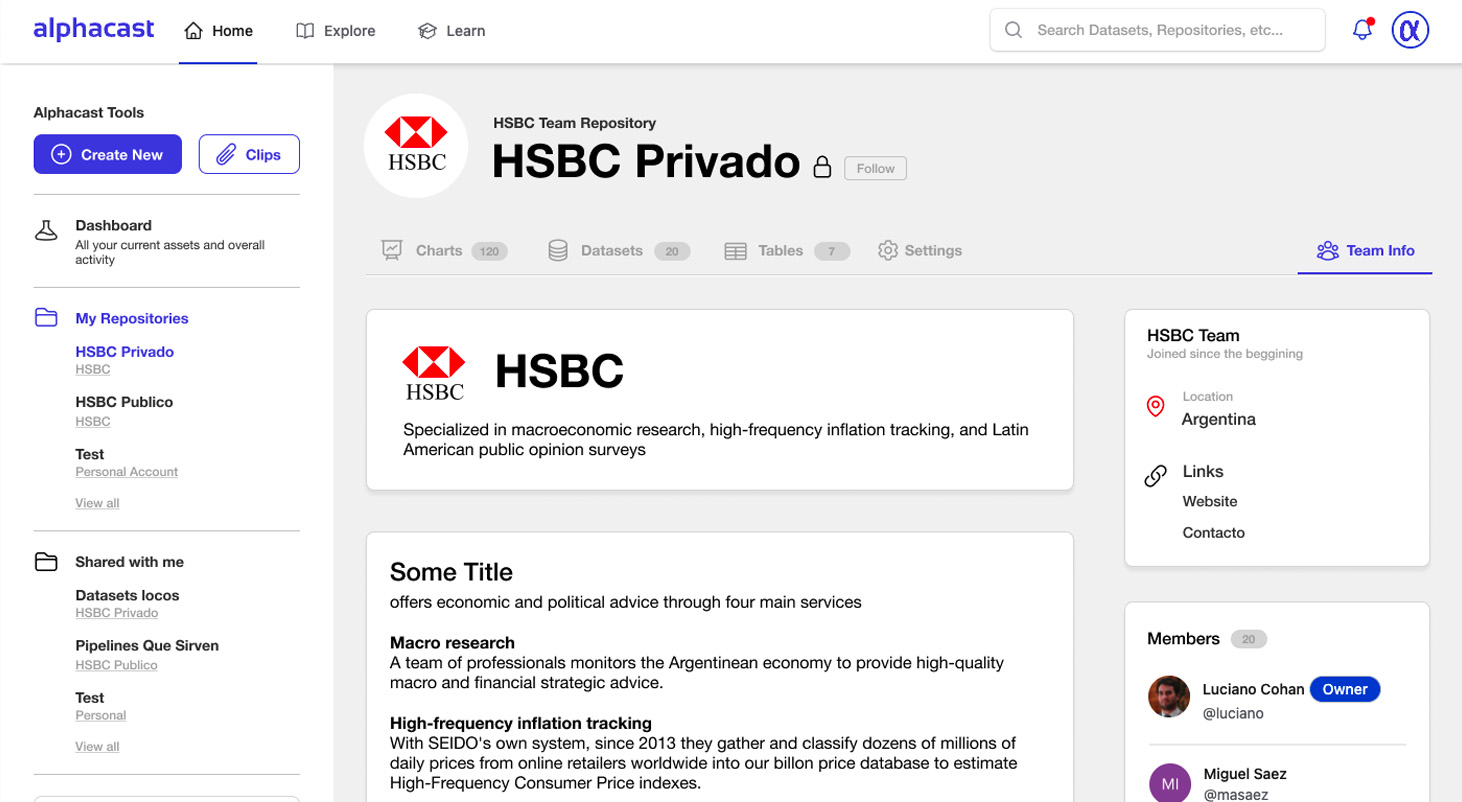 alphacast
Home
Explore
Learn
Search Datasets, Repositories, etc...
α
Alphacast Tools
Create New
Clips
Dashboard
All your current assets and overall
activity
My Repositories
HSBC Privado
HSBC
HSBC Publico
HSBC
Test
Personal Account
View all
Shared with me
Datasets locos
HSBC Privado
Pipelines Que Sirven
HSBC Publico
Test
Personal
View all
HSBC
HSBC Team Repository
HSBC Privado
Follow
Charts 120
Datasets 20
Tables 7
Settings
Team Info
HSBC
HSBC
Specialized in macroeconomic research, high-frequency inflation tracking, and Latin
American public opinion surveys
Some Title
offers economic and political advice through four main services
Macro research
A team of professionals monitors the Argentinean economy to provide high-quality
macro and financial strategic advice.
High-frequency inflation tracking
With SEIDO's own system, since 2013 they gather and classify dozens of millions of
daily prices from online retailers worldwide into our billon price database to estimate
High-Frequency Consumer Price indexes.
HSBC Team
Joined since the beggining
Location
Argentina
Links
Website
Contacto
Members 20
Luciano Cohan Owner
@luciano
MI
Miguel Saez
@masaez